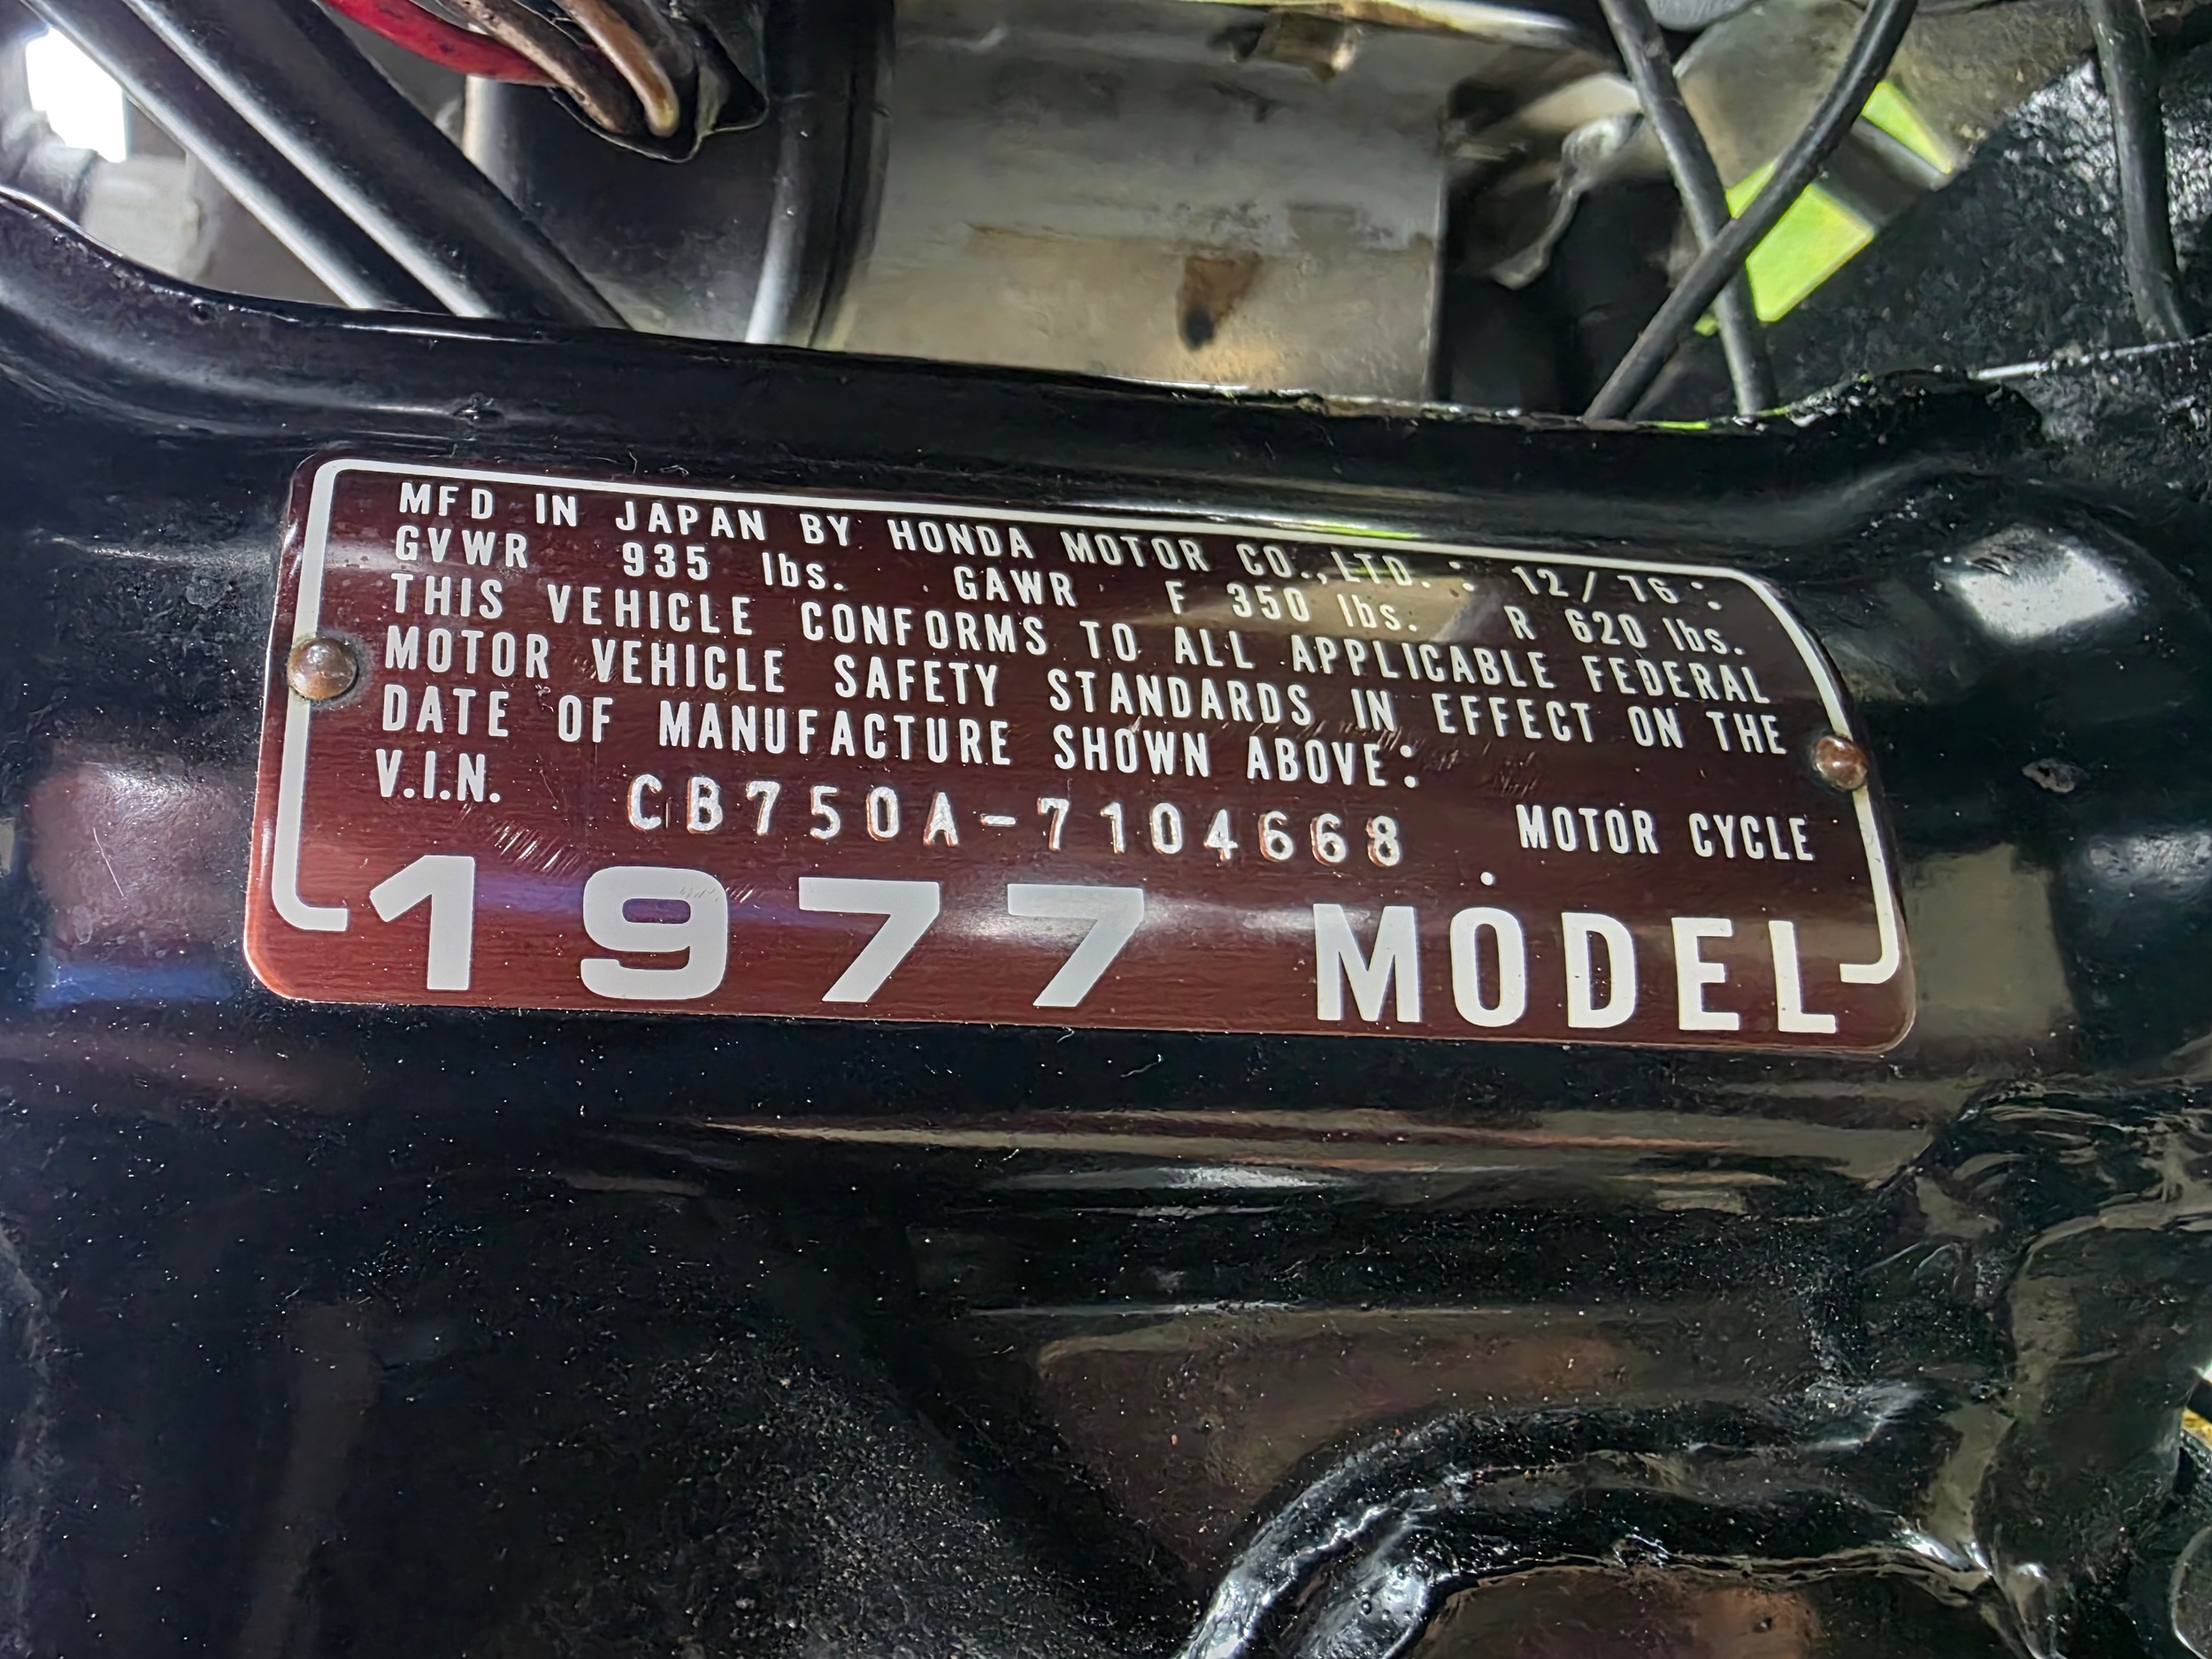 MFD IN JAPAN BY HONDA MOTOR CO.,LTD. : 12/76 :
GVWR 935 lbs. GAWR F 350 lbs. R 620 lbs.
THIS VEHICLE CONFORMS TO ALL APPLICABLE FEDERAL
MOTOR VEHICLE SAFETY STANDARDS IN EFFECT ON THE
DATE OF MANUFACTURE SHOWN ABOVE:
V.I.N. CB750A-7104668 MOTOR CYCLE
1977 MODEL